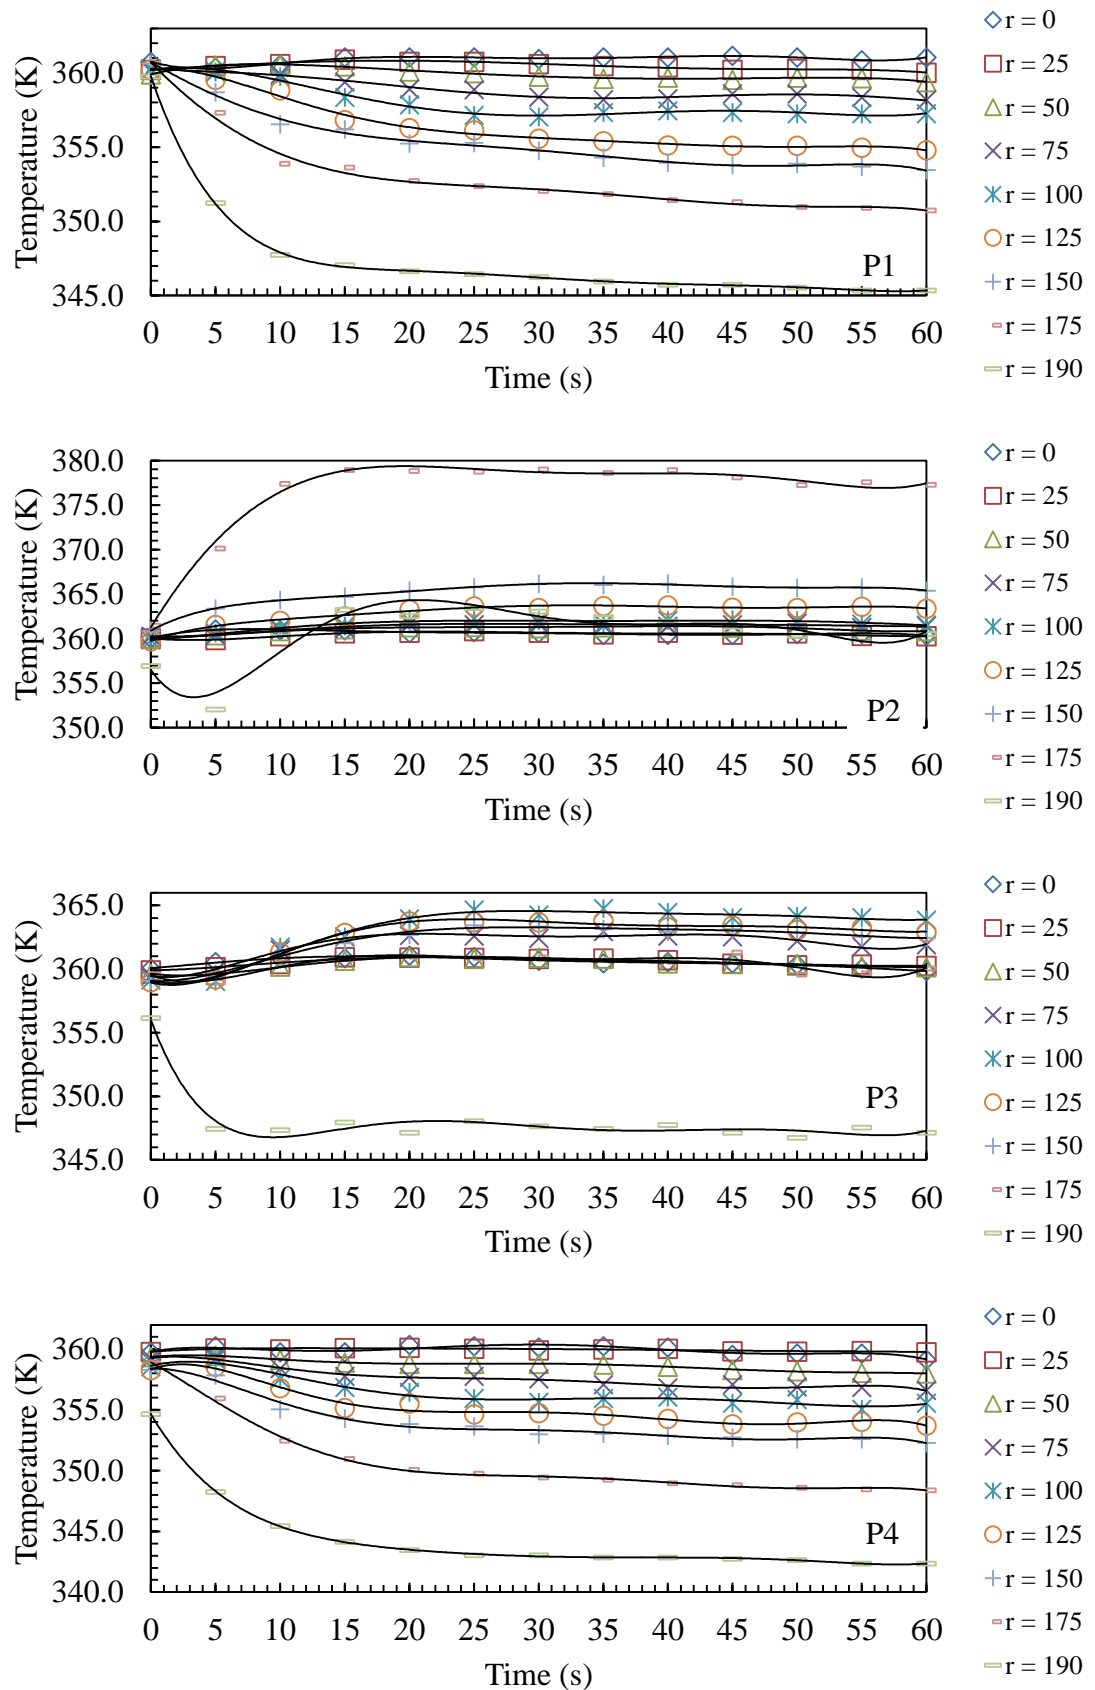 Temperature (K)
360.0
355.0
350.0
345.0
0 5 10 15 20 25 30 35 40 45 50 55 60
Time (s)
P1
r = 0
r = 25
r = 50
r = 75
r = 100
r = 125
r = 150
r = 175
r = 190
Temperature (K)
380.0
375.0
370.0
365.0
360.0
355.0
350.0
0 5 10 15 20 25 30 35 40 45 50 55 60
Time (s)
P2
r = 0
r = 25
r = 50
r = 75
r = 100
r = 125
r = 150
r = 175
r = 190
Temperature (K)
365.0
360.0
355.0
350.0
345.0
0 5 10 15 20 25 30 35 40 45 50 55 60
Time (s)
P3
r = 0
r = 25
r = 50
r = 75
r = 100
r = 125
r = 150
r = 175
r = 190
Temperature (K)
360.0
355.0
350.0
345.0
340.0
0 5 10 15 20 25 30 35 40 45 50 55 60
Time (s)
P4
r = 0
r = 25
r = 50
r = 75
r = 100
r = 125
r = 150
r = 175
r = 190